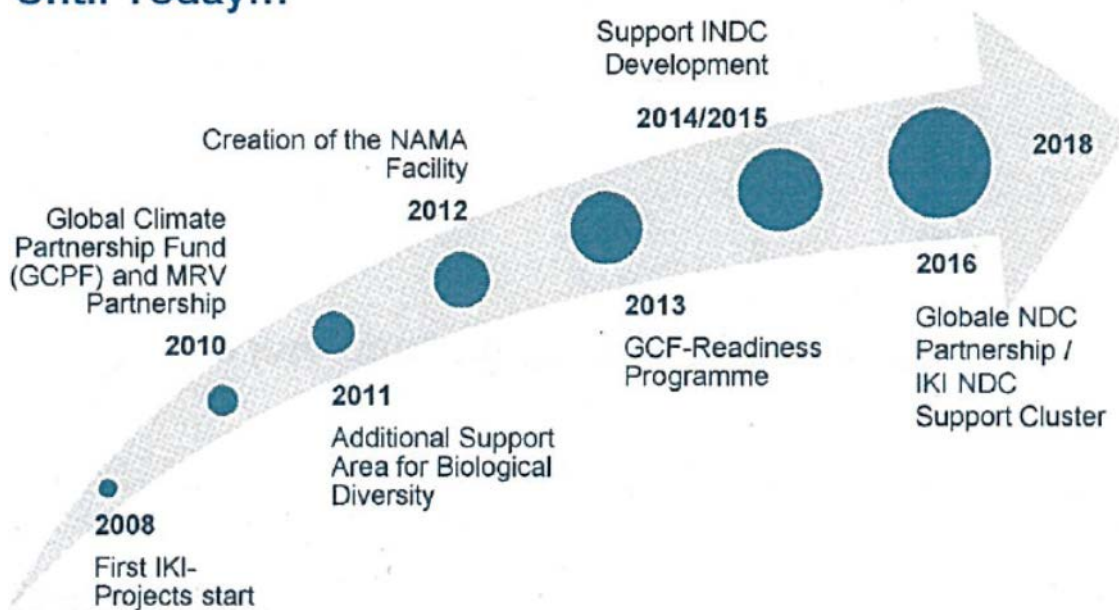 Until Today...
Support INDC
Development
2014/2015
2018
Creation of the NAMA
Facility
2012
Global Climate
Partnership Fund
(GCPF) and MRV
Partnership
2010
2016
Globale NDC
Partnership /
IKI NDC
Support Cluster
2013
GCF-Readiness
Programme
2011
Additional Support
Area for Biological
Diversity
2008
First IKI-
Projects start